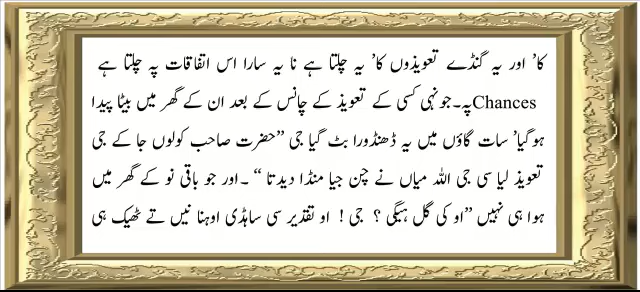 کا' اور یہ گنڈے تعویذوں کا' یہ چلتا ہے نا یہ سارا اس اتفاقات پہ چلتا ہے
Chancesپہ۔جونہی کسی کے تعویذ کے چانس کے بعد ان کے گھر میں بیٹا پیدا
ہوگیا' سات گاؤں میں یہ ڈھنڈورا بٹ گیا جی ”حضرت صاحب کولوں جا کے جی
تعویذ لیا سی جی اللہ میاں نے چن جیا منڈا دیدتا “ ۔اور جو باقی نو کے گھر میں
ہوا ہی نہیں ”او کی گل ہیگی ؟ جی ! او تقدیر سی ساہڈی اوہنا نیں تے ٹھیک ہی